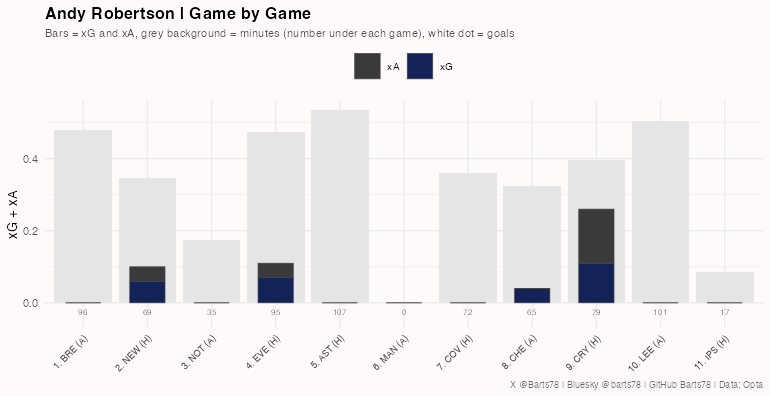 Andy Robertson | Game by Game
Bars = xG and xA, grey background = minutes (number under each game), white dot = goals
xA xG
xG + xA
0.4
0.2
0.0
96 69 35 95 107 0 72 65 79 101 17
1. BRE (A) 2. NEW (H) 3. NOT (A) 4. EVE (H) 5. AST (H) 6. MAN (A) 7. COV (H) 8. CHE (A) 9. CRY (H) 10. LEE (A) 11. IPS (H)
X @Barts78 | Bluesky @barts78 | GitHub Barts78 | Data: Opta